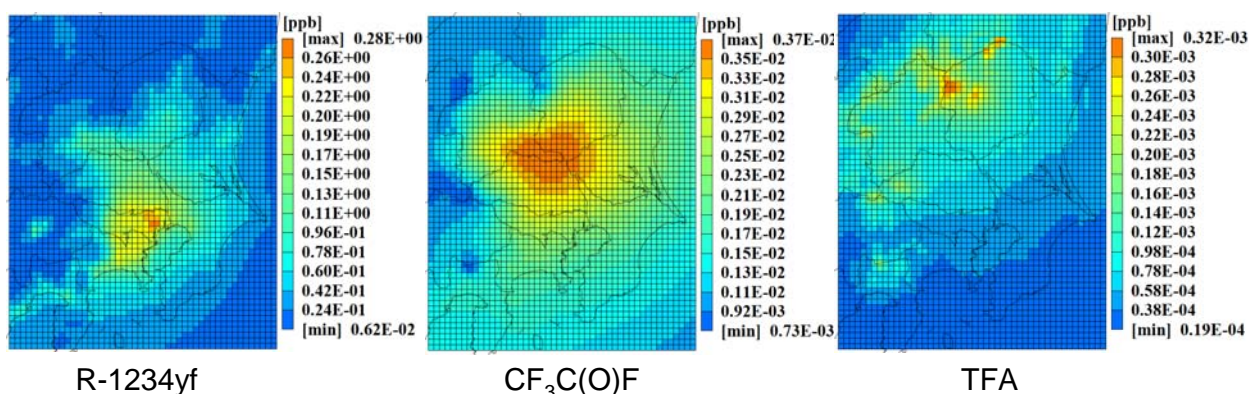 [ppb]
[max] 0.28E+00
0.26E+00
0.24E+00
0.22E+00
0.20E+00
0.19E+00
0.17E+00
0.15E+00
0.13E+00
0.11E+00
0.96E-01
0.78E-01
0.60E-01
0.42E-01
0.24E-01
[min] 0.62E-02
R-1234yf
[ppb]
[max] 0.37E-02
0.35E-02
0.33E-02
0.31E-02
0.29E-02
0.27E-02
0.25E-02
0.23E-02
0.21E-02
0.19E-02
0.17E-02
0.15E-02
0.13E-02
0.11E-02
0.92E-03
[min] 0.73E-03
CF₃C(O)F
[ppb]
[max] 0.32E-03
0.30E-03
0.28E-03
0.26E-03
0.24E-03
0.22E-03
0.20E-03
0.18E-03
0.16E-03
0.14E-03
0.12E-03
0.98E-04
0.78E-04
0.58E-04
0.38E-04
[min] 0.19E-04
TFA